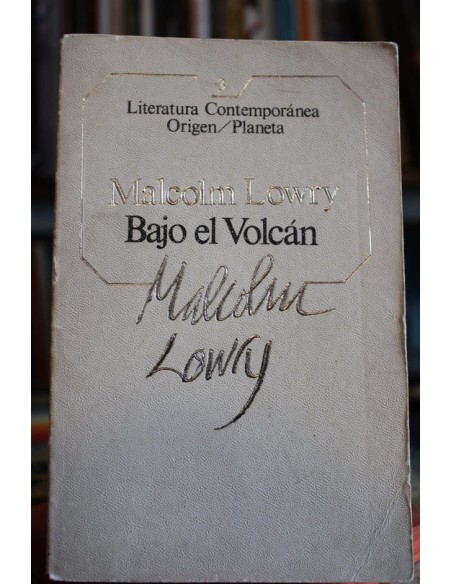 3
Literatura Contemporánea
Origen/Planeta
Malcolm Lowry
Bajo el Volcán
Malcolm
Lowry